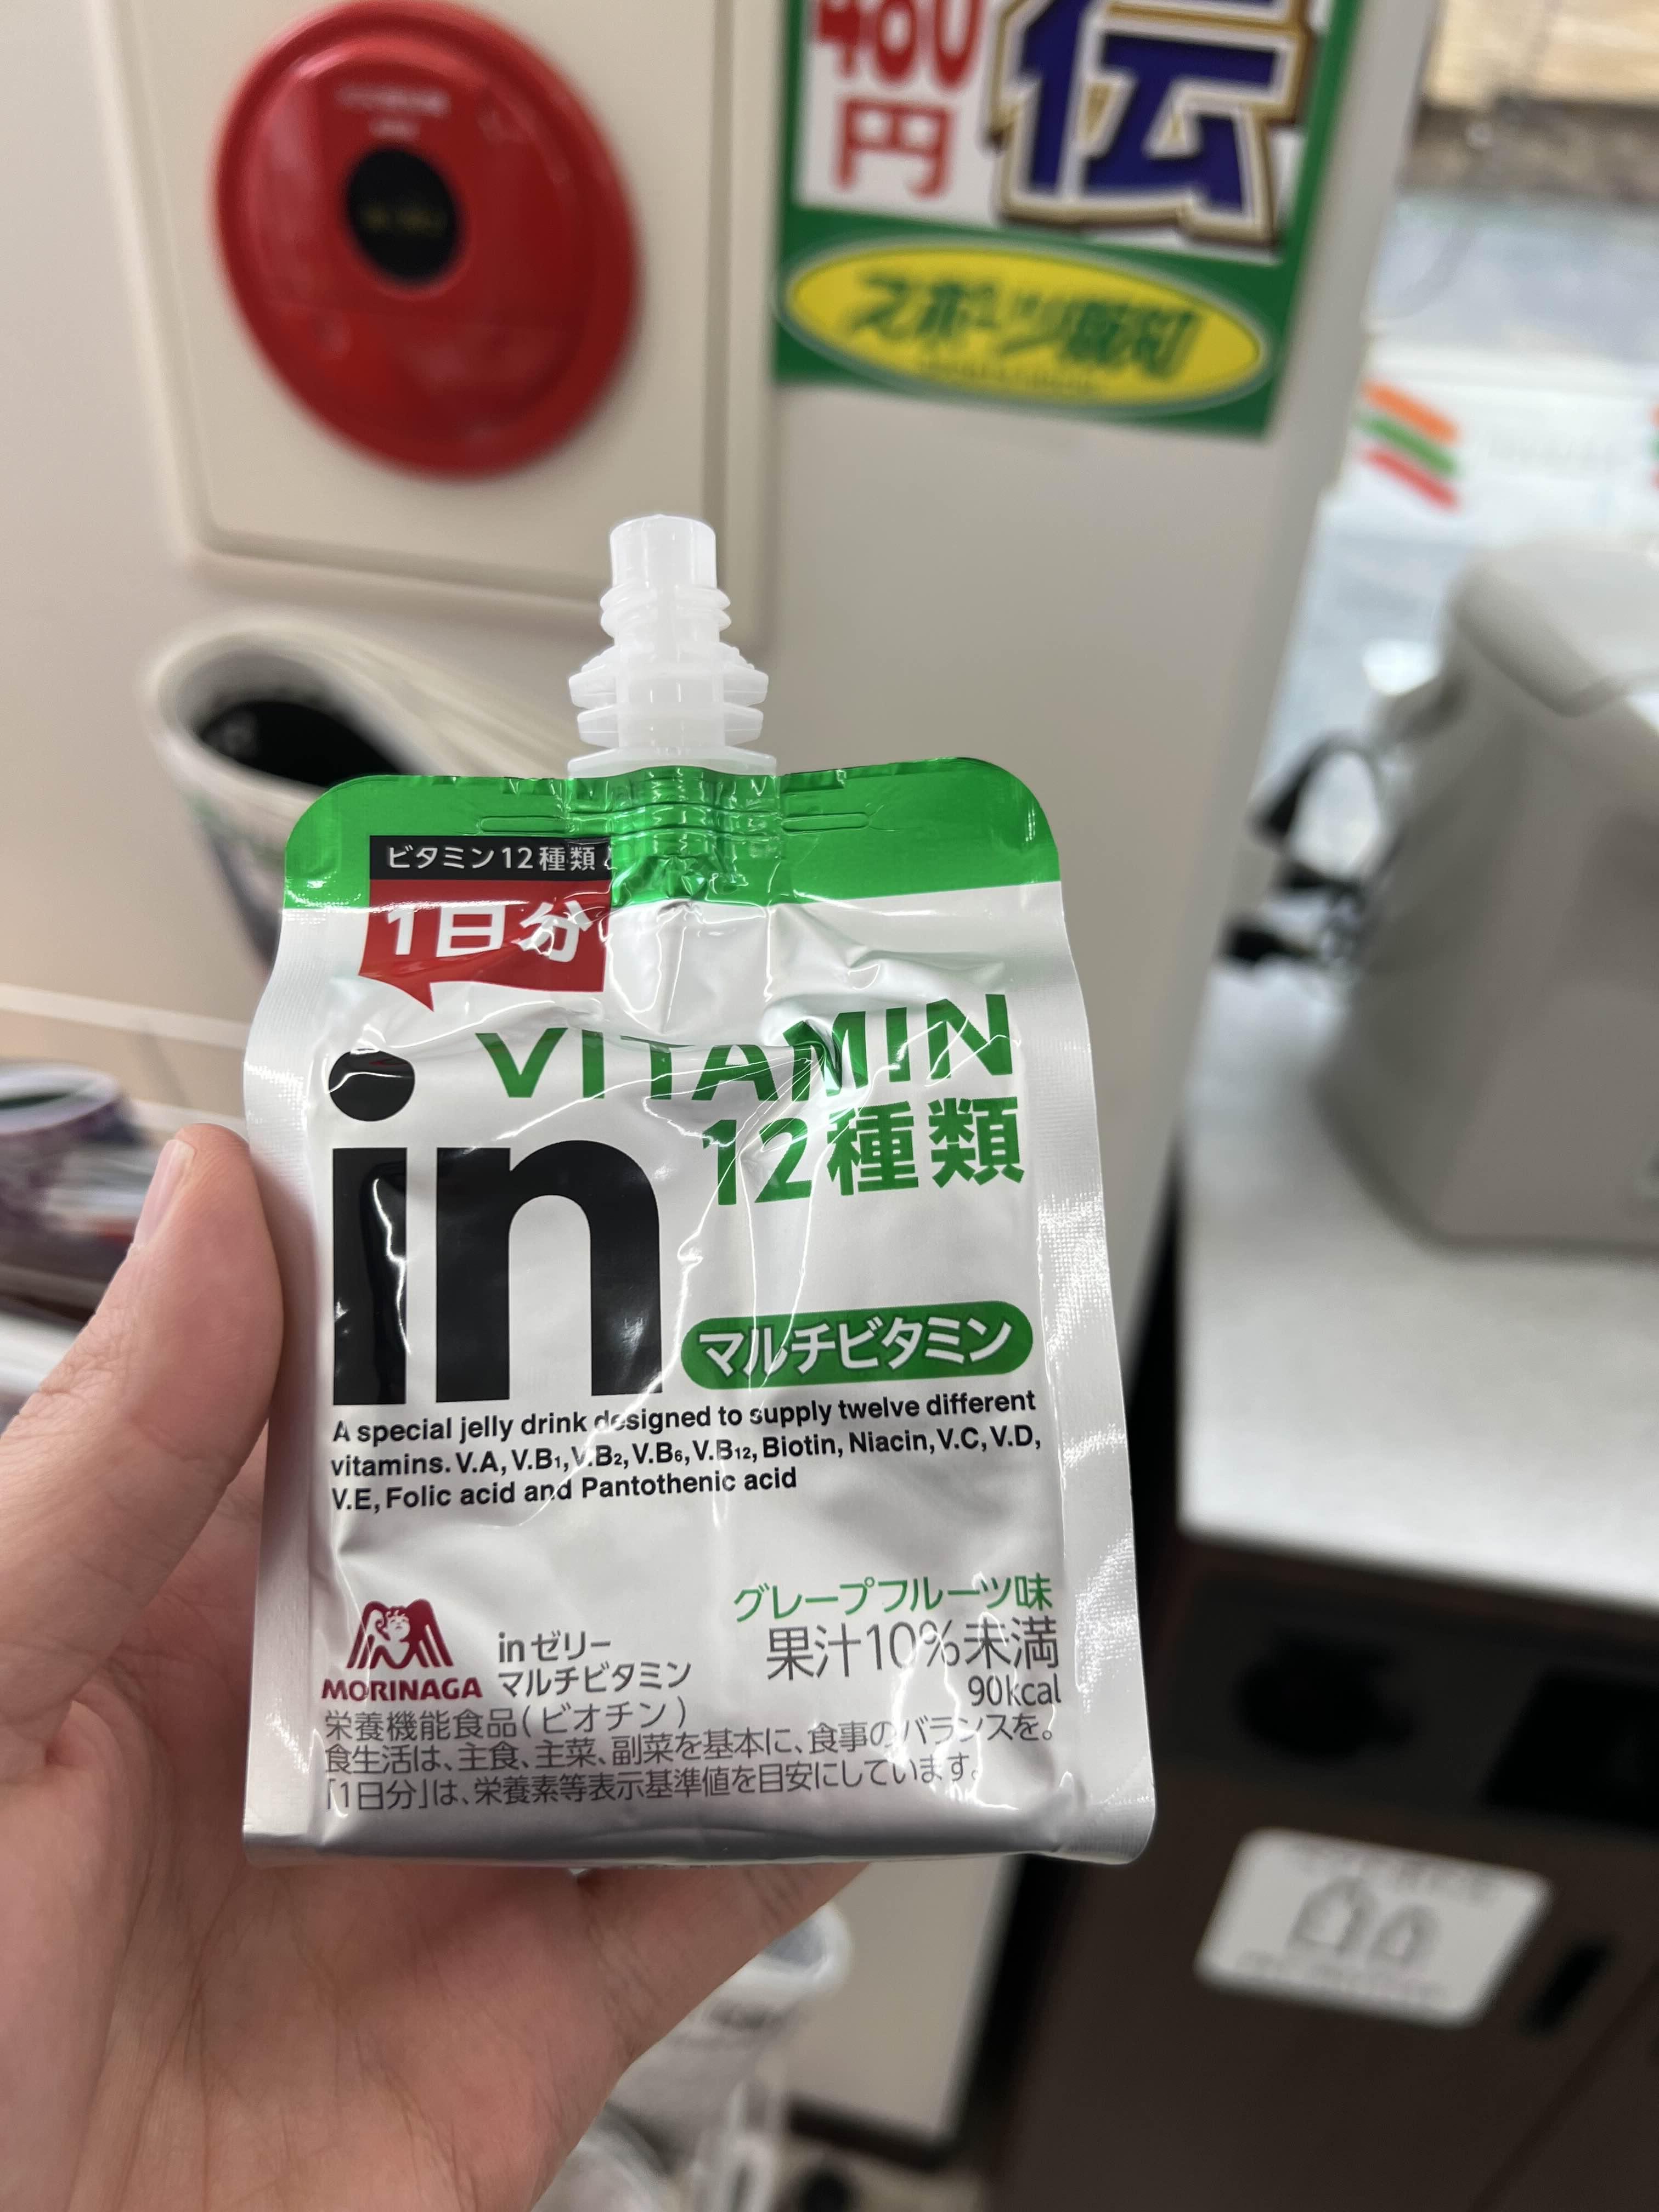 480
円
伝
スポーツ報知
ビタミン12種類
1日分
VITAMIN
12種類
in
マルチビタミン
A special jelly drink designed to supply twelve different
vitamins. V.A, V.B₁, V.B₂, V.B₆, V.B₁₂, Biotin, Niacin, V.C, V.D,
V.E, Folic acid and Pantothenic acid
グレープフルーツ味
果汁10%未満
90kcal
MORINAGA
inゼリー
マルチビタミン
栄養機能食品(ビオチン)
食生活は、主食、主菜、副菜を基本に、食事のバランスを。
「1日分」は、栄養素等表示基準値を目安にしています。